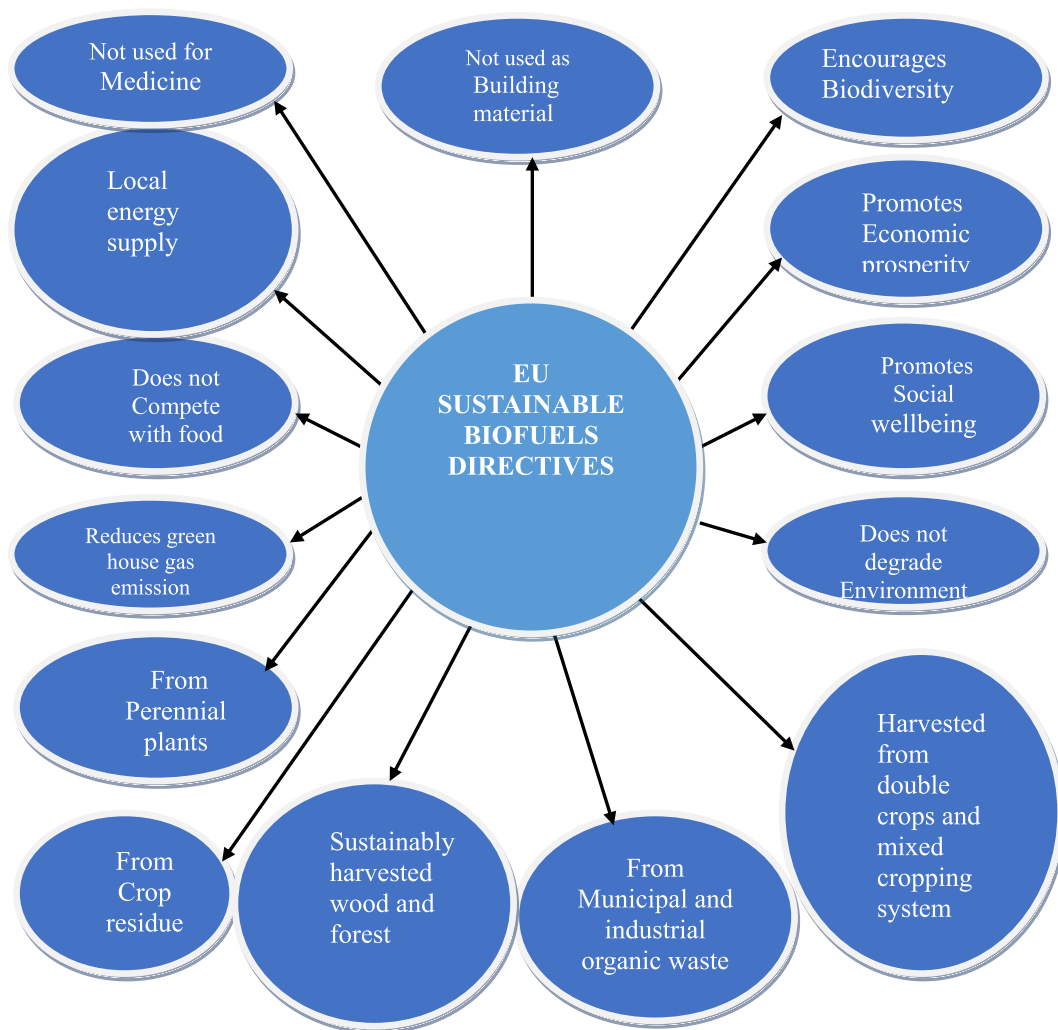 Not used for
Medicine
Not used as
Building
material
Encourages
Biodiversity
Local
energy
supply
Promotes
Economic
prosperity
EU
SUSTAINABLE
BIOFUELS
DIRECTIVES
Does not
Compete
with food
Promotes
Social
wellbeing
Reduces green
house gas
emission
Does not
degrade
Environment
From
Perennial
plants
Harvested
from
double
crops and
mixed
cropping
system
From
Crop
residue
Sustainably
harvested
wood and
forest
From
Municipal and
industrial
organic waste